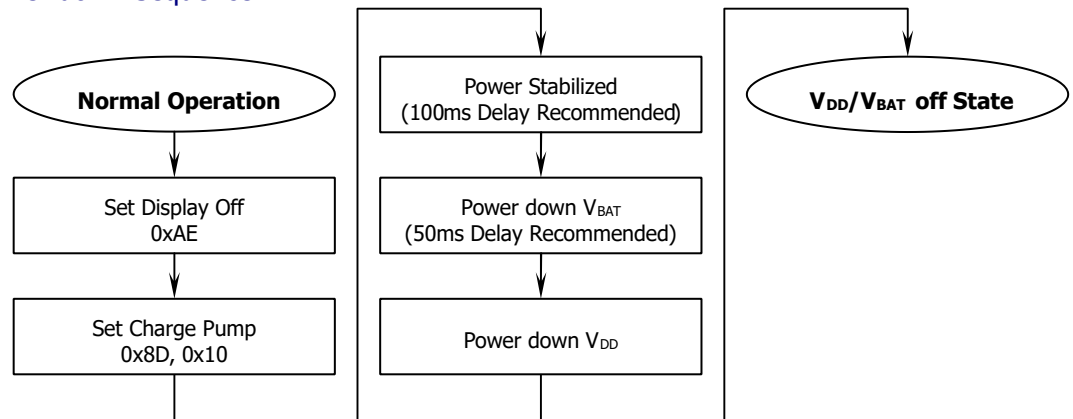 Normal Operation
Set Display Off
0xAE
Set Charge Pump
0x8D, 0x10
Power Stabilized
(100ms Delay Recommended)
Power down VBAT
(50ms Delay Recommended)
Power down VDD
VDD/VBAT off State